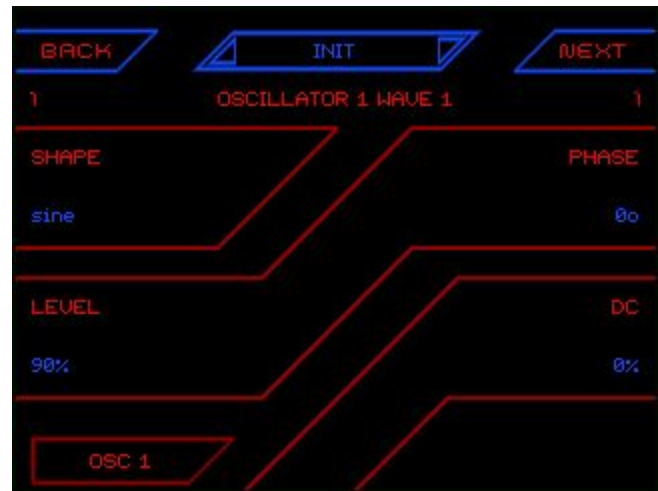 BACK INIT NEXT
1 OSCILLATOR 1 WAVE 1 1
SHAPE PHASE
sine 0o
LEVEL DC
90% 0%
OSC 1